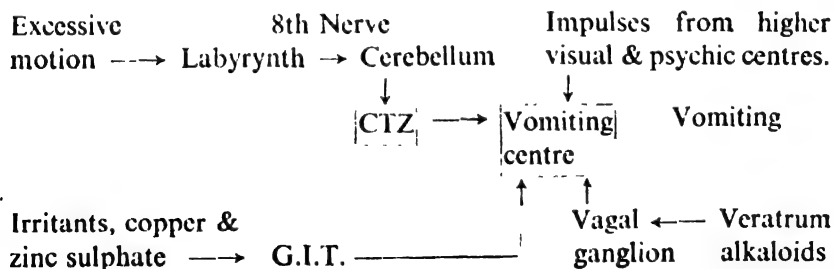 Excessive 8th Nerve Impulses from higher
motion ---→ Labyrynth → Cerebellum visual & psychic centres.
CTZ → Vomiting Vomiting
centre
Irritants, copper & Vagal ←— Veratrum
zinc sulphate —→ G.I.T. ganglion alkaloids